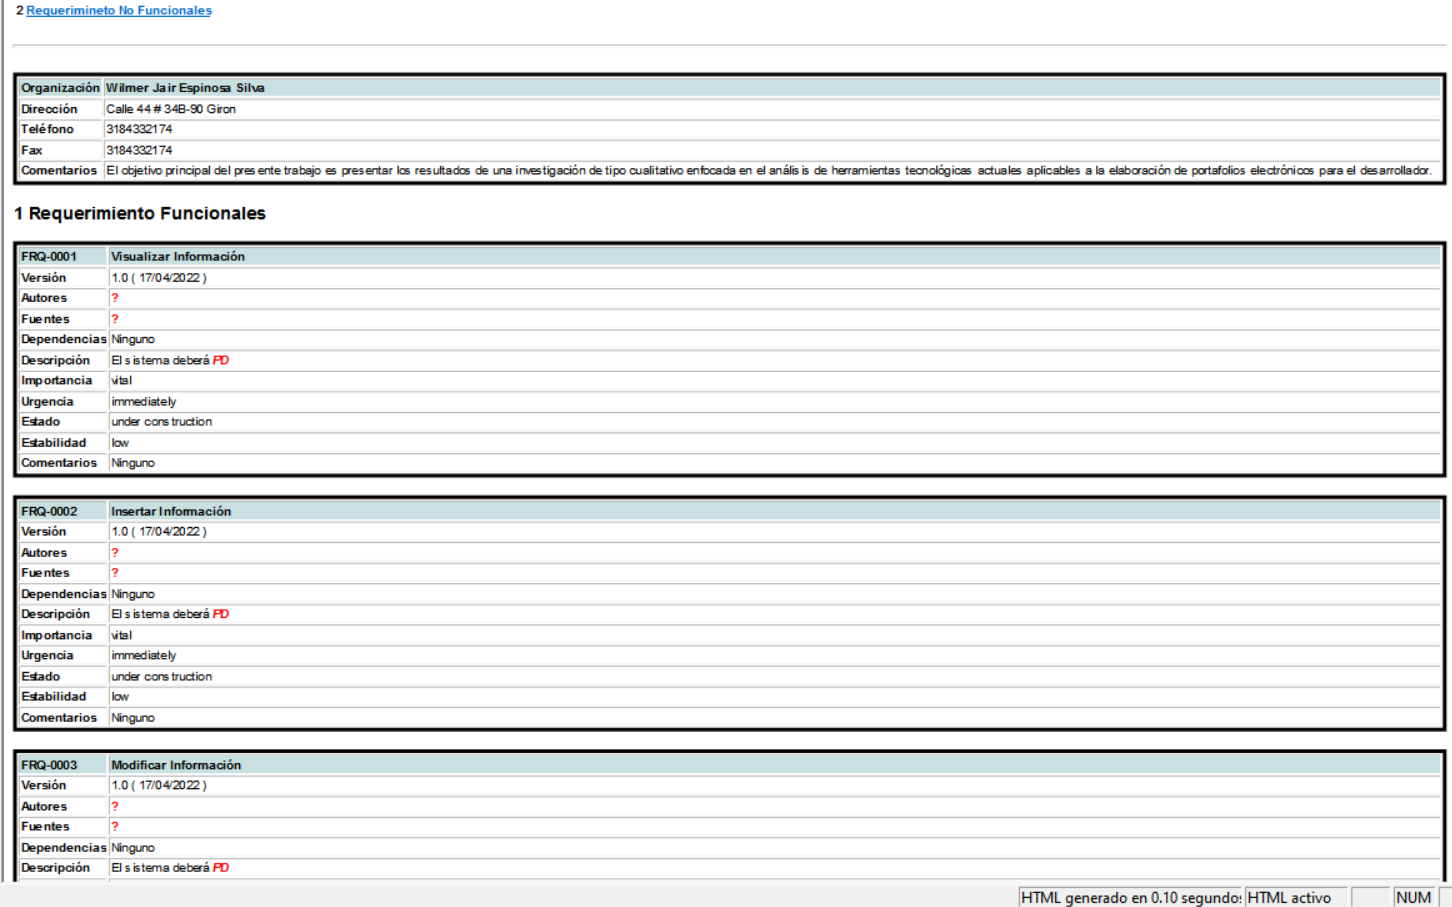 2 Requerimineto No Funcionales
Organización Wilmer Jair Espinosa Silva
Dirección Calle 44 # 34B-90 Giron
Teléfono 3184332174
Fax 3184332174
Comentarios El objetivo principal del presente trabajo es presentar los resultados de una investigación de tipo cualitativo enfocada en el análisis de herramientas tecnológicas actuales aplicables a la elaboración de portafolios electrónicos para el desarrollador.
1 Requerimiento Funcionales
FRQ-0001 Visualizar Información
Versión 1.0 ( 17/04/2022 )
Autores ?
Fuentes ?
Dependencias Ninguno
Descripción El sistema deberá PD
Importancia vital
Urgencia immediately
Estado under construction
Estabilidad low
Comentarios Ninguno
FRQ-0002 Insertar Información
Versión 1.0 ( 17/04/2022 )
Autores ?
Fuentes ?
Dependencias Ninguno
Descripción El sistema deberá PD
Importancia vital
Urgencia immediately
Estado under construction
Estabilidad low
Comentarios Ninguno
FRQ-0003 Modificar Información
Versión 1.0 ( 17/04/2022 )
Autores ?
Fuentes ?
Dependencias Ninguno
Descripción El sistema deberá PD
HTML generado en 0.10 segundo: HTML activo NUM